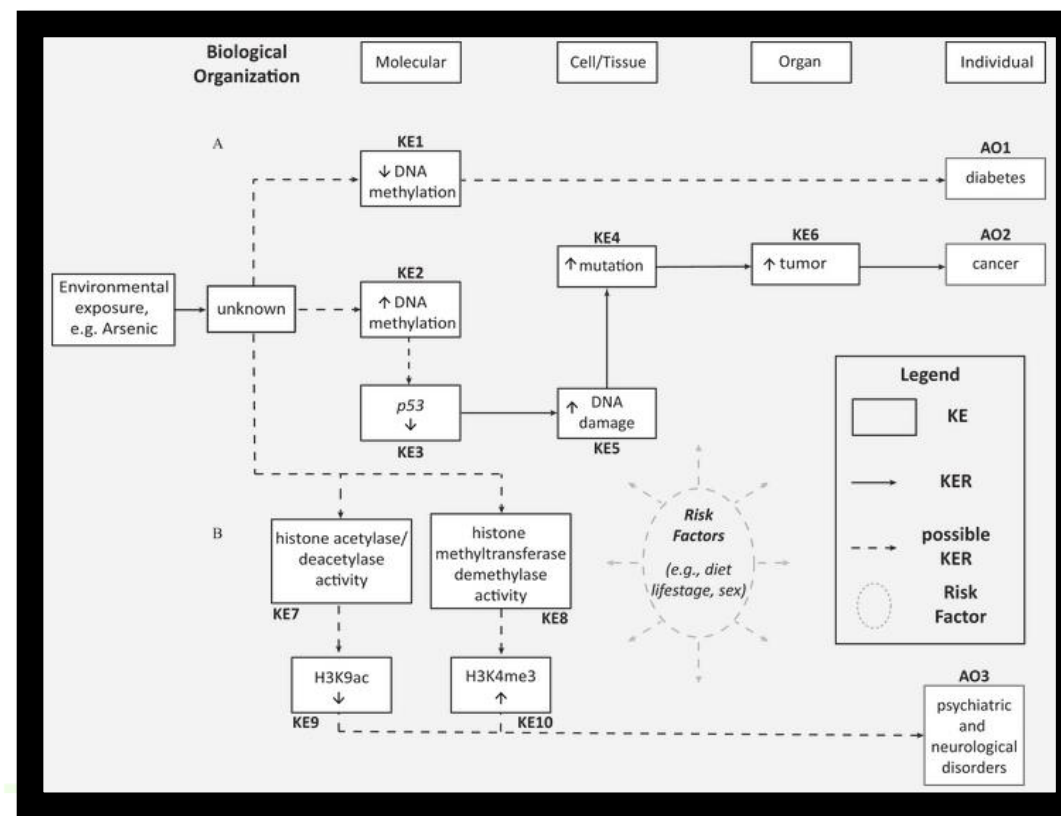 Biological
Organization
Molecular
Cell/Tissue
Organ
Individual
A
KE1
↓ DNA
methylation
AO1
diabetes
KE4
↑ mutation
KE6
↑ tumor
AO2
cancer
Environmental
exposure,
e.g. Arsenic
unknown
KE2
↑ DNA
methylation
p53
↓
KE3
↑ DNA
damage
KE5
Legend
KE
KER
possible
KER
Risk
Factor
Risk
Factors
(e.g., diet
lifestage, sex)
B
histone acetylase/
deacetylase
activity
KE7
histone
methyltransferase
demethylase
activity
KE8
H3K9ac
↓
KE9
H3K4me3
↑
KE10
AO3
psychiatric
and
neurological
disorders